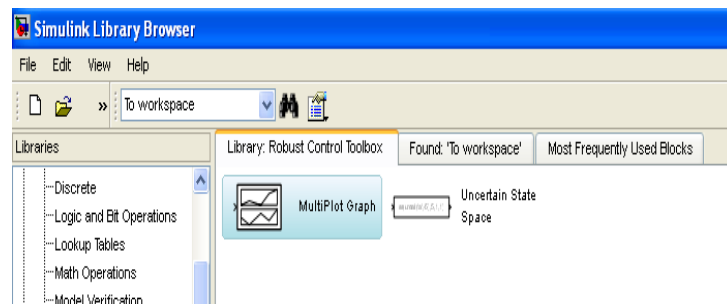 Simulink Library Browser
File Edit View Help
» To workspace
Libraries
Library: Robust Control Toolbox Found: 'To workspace' Most Frequently Used Blocks
Discrete
Logic and Bit Operations
Lookup Tables
Math Operations
Model Verification
MultiPlot Graph
Uncertain State
Space